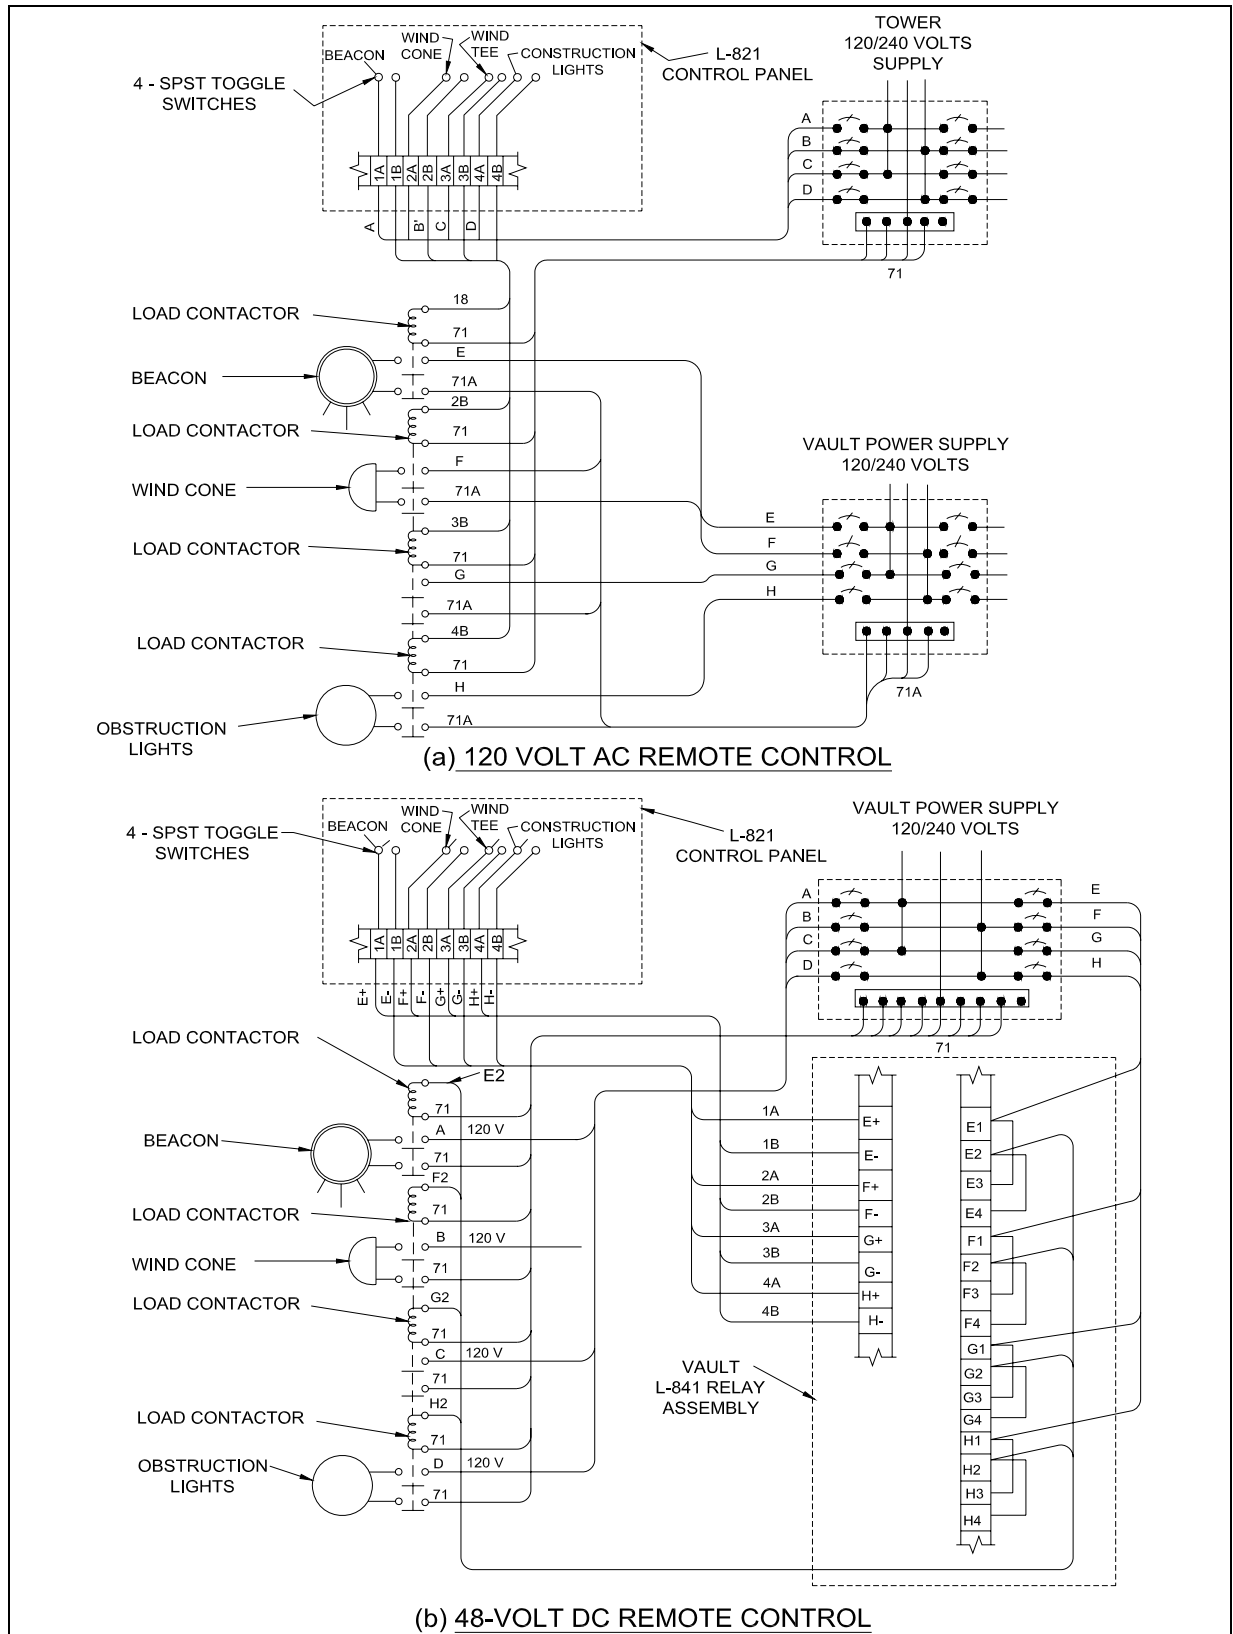 TOWER
120/240 VOLTS
SUPPLY
BEACON
WIND
CONE
WIND
TEE
CONSTRUCTION
LIGHTS
L-821
CONTROL PANEL
4 - SPST TOGGLE
SWITCHES
1A
1B
2A
2B
3A
3B
4A
4B
A
B
C
D
A
B'
C
D
71
LOAD CONTACTOR
18
71
E
BEACON
71A
2B
LOAD CONTACTOR
71
VAULT POWER SUPPLY
120/240 VOLTS
F
WIND CONE
71A
3B
E
LOAD CONTACTOR
71
F
G
G
H
71A
4B
LOAD CONTACTOR
71
H
71A
OBSTRUCTION
LIGHTS
71A
(a) 120 VOLT AC REMOTE CONTROL
4 - SPST TOGGLE
SWITCHES
BEACON
WIND
CONE
WIND
TEE
CONSTRUCTION
LIGHTS
L-821
CONTROL PANEL
VAULT POWER SUPPLY
120/240 VOLTS
A
B
C
D
E
F
G
H
1A
1B
2A
2B
3A
3B
4A
4B
E+
E-
F+
F-
G+
G-
H+
H-
71
LOAD CONTACTOR
E2
71
BEACON
A 120 V
71
F2
LOAD CONTACTOR
71
B 120 V
WIND CONE
71
G2
LOAD CONTACTOR
71
C 120 V
71
H2
LOAD CONTACTOR
71
OBSTRUCTION
LIGHTS
D 120 V
71
1A
1B
2A
2B
3A
3B
4A
4B
E+
E-
F+
F-
G+
G-
H+
H-
E1
E2
E3
E4
F1
F2
F3
F4
G1
G2
G3
G4
H1
H2
H3
H4
VAULT
L-841 RELAY
ASSEMBLY
(b) 48-VOLT DC REMOTE CONTROL